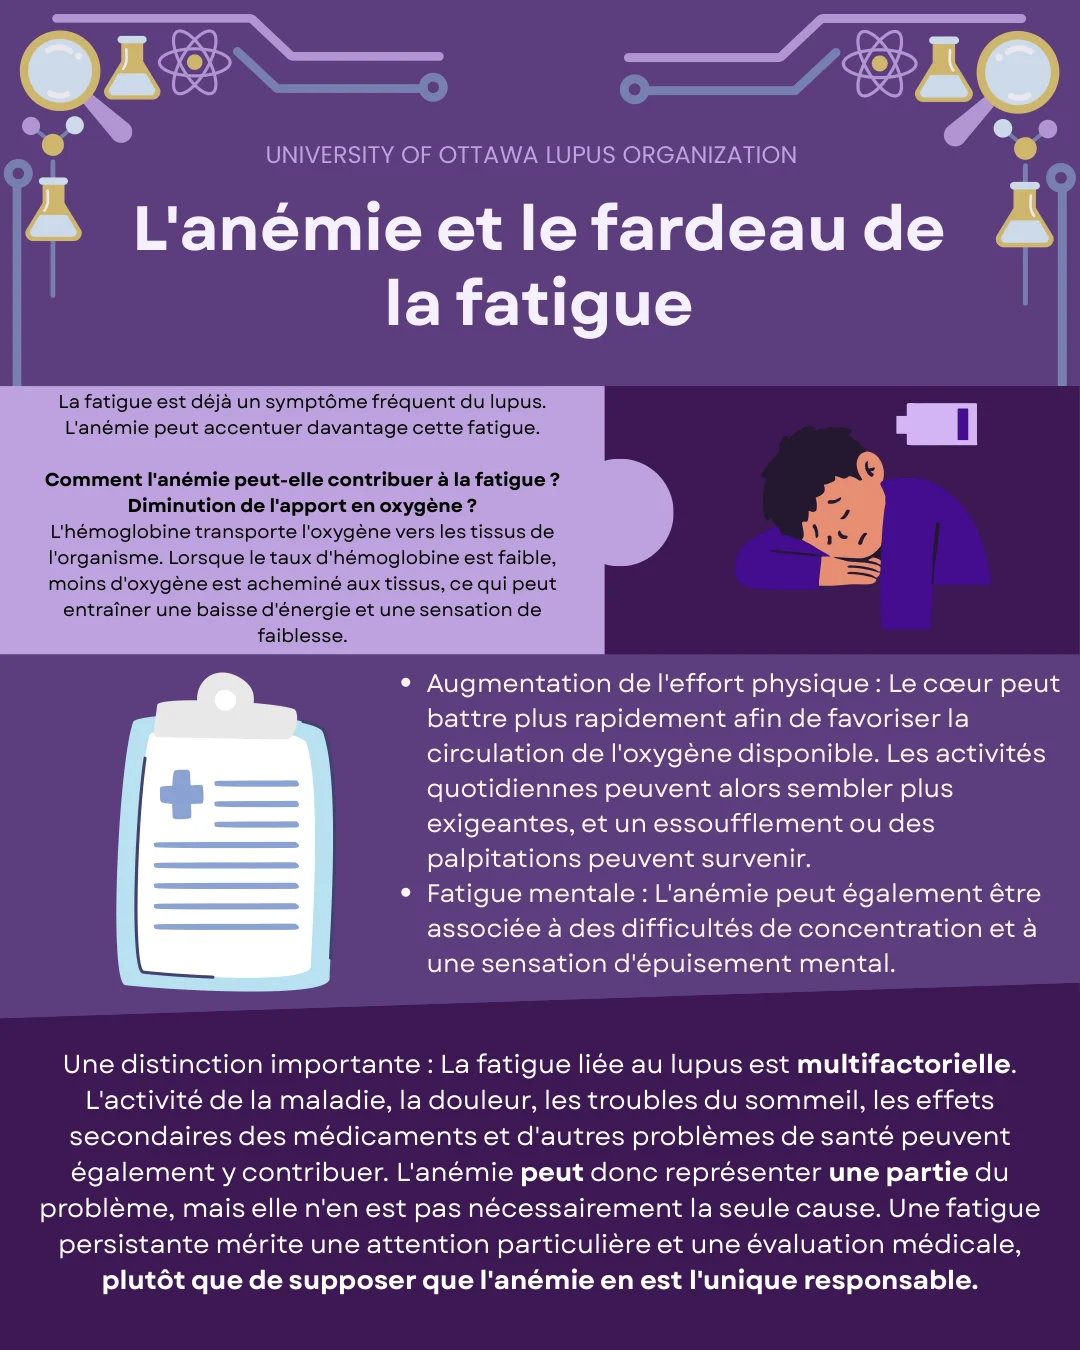 UNIVERSITY OF OTTAWA LUPUS ORGANIZATION
L'anémie et le fardeau de
la fatigue
La fatigue est déjà un symptôme fréquent du lupus.
L'anémie peut accentuer davantage cette fatigue.
Comment l'anémie peut-elle contribuer à la fatigue ?
Diminution de l'apport en oxygène ?
L'hémoglobine transporte l'oxygène vers les tissus de
l'organisme. Lorsque le taux d'hémoglobine est faible,
moins d'oxygène est acheminé aux tissus, ce qui peut
entraîner une baisse d'énergie et une sensation de
faiblesse.
• Augmentation de l'effort physique : Le cœur peut
battre plus rapidement afin de favoriser la
circulation de l'oxygène disponible. Les activités
quotidiennes peuvent alors sembler plus
exigeantes, et un essoufflement ou des
palpitations peuvent survenir.
• Fatigue mentale : L'anémie peut également être
associée à des difficultés de concentration et à
une sensation d'épuisement mental.
Une distinction importante : La fatigue liée au lupus est multifactorielle.
L'activité de la maladie, la douleur, les troubles du sommeil, les effets
secondaires des médicaments et d'autres problèmes de santé peuvent
également y contribuer. L'anémie peut donc représenter une partie du
problème, mais elle n'en est pas nécessairement la seule cause. Une fatigue
persistante mérite une attention particulière et une évaluation médicale,
plutôt que de supposer que l'anémie en est l'unique responsable.